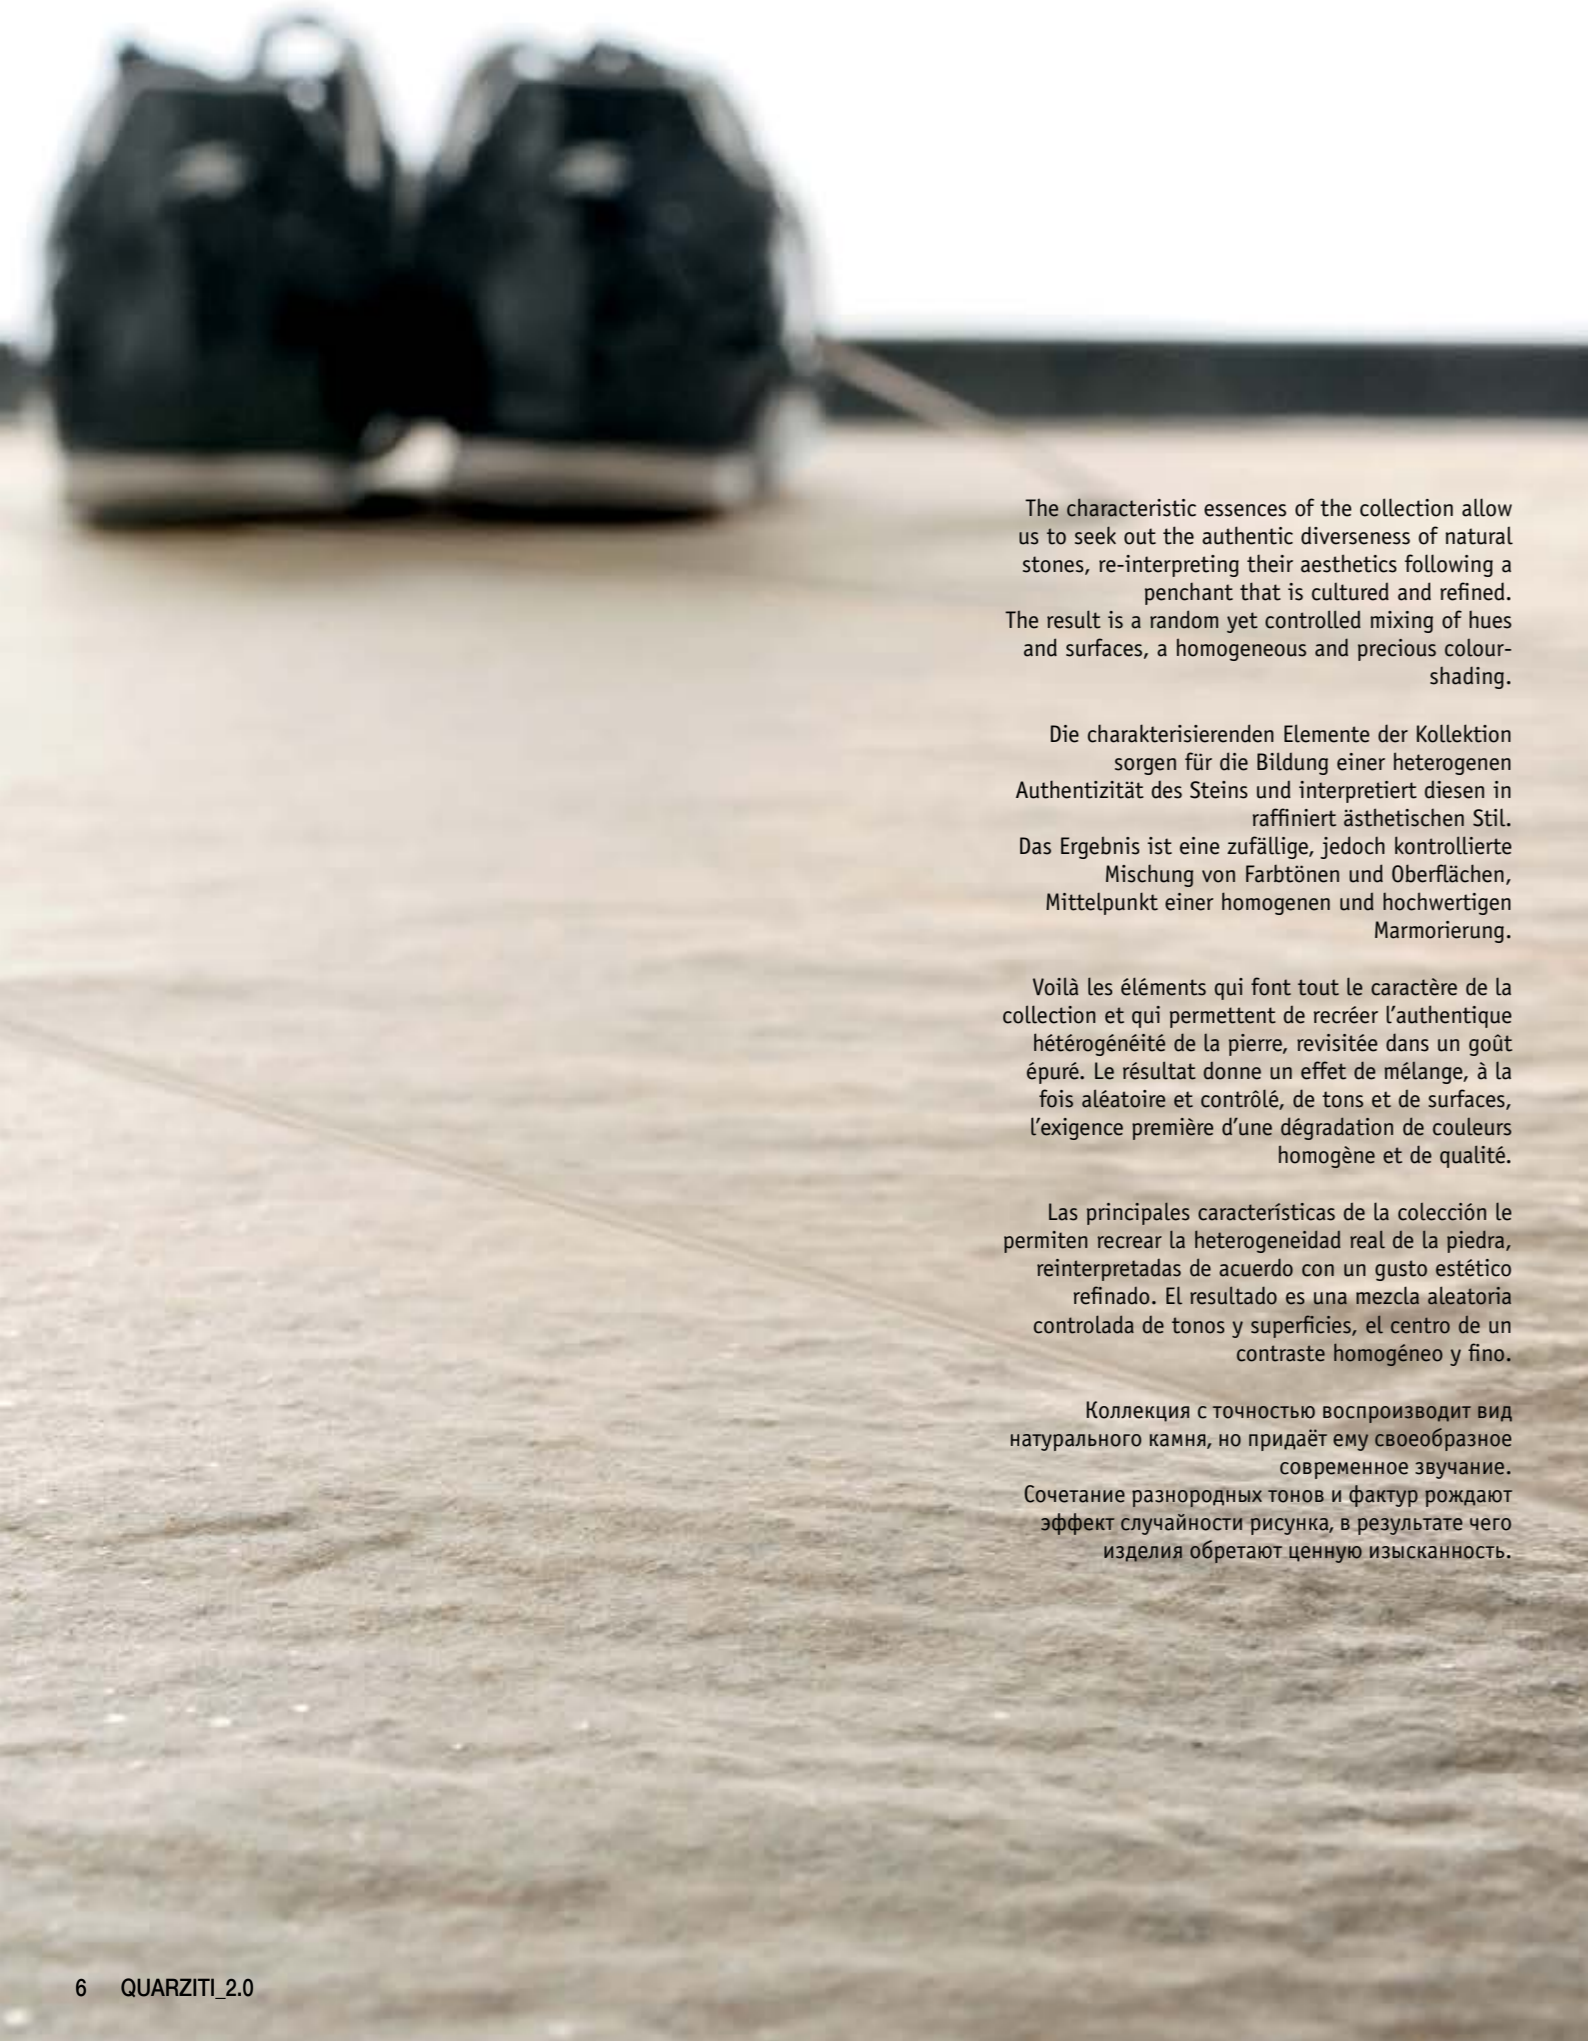 The characteristic essences of the collection allow
us to seek out the authentic diverseness of natural
stones, re-interpreting their aesthetics following a
penchant that is cultured and refined.
The result is a random yet controlled mixing of hues
and surfaces, a homogeneous and precious colour-
shading.
Die charakterisierenden Elemente der Kollektion
sorgen für die Bildung einer heterogenen
Authentizität des Steins und interpretiert diesen in
raffiniert ästhetischen Stil.
Das Ergebnis ist eine zufällige, jedoch kontrollierte
Mischung von Farbtönen und Oberflächen,
Mittelpunkt einer homogenen und hochwertigen
Marmorierung.
Voilà les éléments qui font tout le caractère de la
collection et qui permettent de recréer l’authentique
hétérogénéité de la pierre, revisitée dans un goût
épuré. Le résultat donne un effet de mélange, à la
fois aléatoire et contrôlé, de tons et de surfaces,
l’exigence première d’une dégradation de couleurs
homogène et de qualité.
Las principales características de la colección le
permiten recrear la heterogeneidad real de la piedra,
reinterpretadas de acuerdo con un gusto estético
refinado. El resultado es una mezcla aleatoria
controlada de tonos y superficies, el centro de un
contraste homogéneo y fino.
Коллекция с точностью воспроизводит вид
натурального камня, но придаёт ему своеобразное
современное звучание.
Сочетание разнородных тонов и фактур рождают
эффект случайности рисунка, в результате чего
изделия обретают ценную изысканность.
6 QUARZITI_2.0